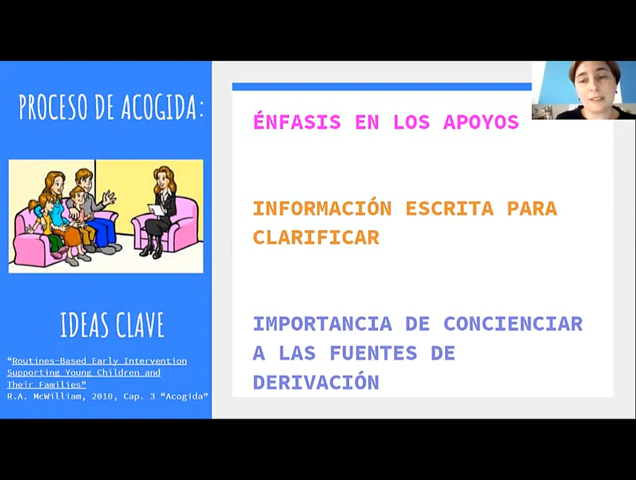 PROCESO DE ACOGIDA:
IDEAS CLAVE
“Routines-Based Early Intervention
Supporting Young Children and
Their Families”
R.A. McWilliam, 2010, Cap. 3 “Acogida”
ÉNFASIS EN LOS APOYOS
INFORMACIÓN ESCRITA PARA
CLARIFICAR
IMPORTANCIA DE CONCIENCIAR
A LAS FUENTES DE
DERIVACIÓN